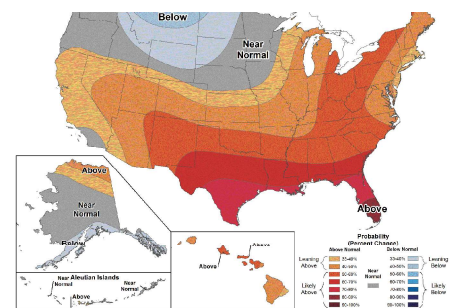 Below
Near
Normal
Above
Above
Near
Normal
Below
Above
Above
Near
Normal
Aleutian Islands
Near
Normal
Above
Probability
(Percent Chance)
Above Normal
Below Normal
Leaning
Above
33-40%
40-50%
50-60%
Likely
Above
60-70%
70-80%
80-90%
90-100%
Near
Normal
33-40%
40-50%
50-60%
Leaning
Below
60-70%
70-80%
80-90%
90-100%
Likely
Below